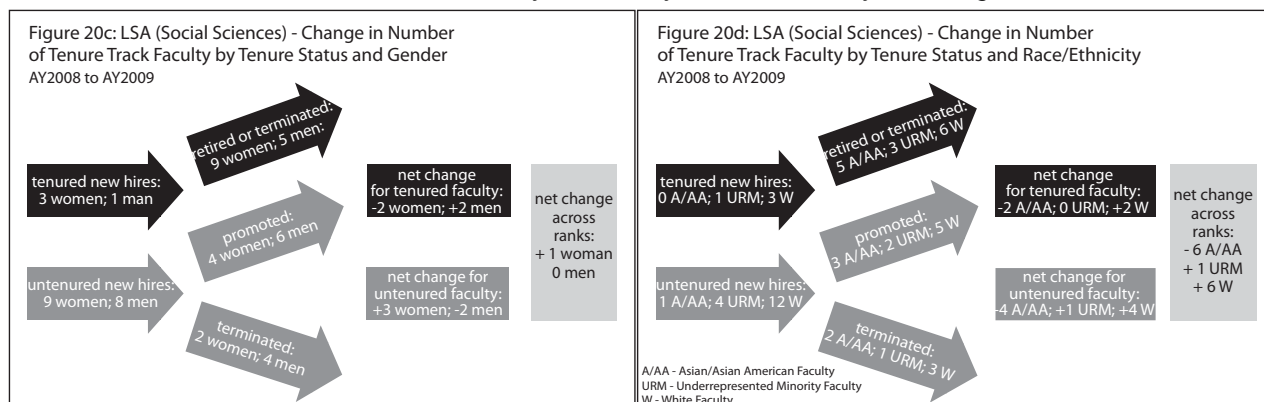 Figure 20c: LSA (Social Sciences) - Change in Number
of Tenure Track Faculty by Tenure Status and Gender
AY2008 to AY2009
retired or terminated:
9 women; 5 men:
tenured new hires:
3 women; 1 man
net change
for tenured faculty:
-2 women; +2 men
net change
across
ranks:
+ 1 woman
0 men
promoted:
4 women; 6 men
untenured new hires:
9 women; 8 men
net change for
untenured faculty:
+3 women; -2 men
terminated:
2 women; 4 men
Figure 20d: LSA (Social Sciences) - Change in Number
of Tenure Track Faculty by Tenure Status and Race/Ethnicity
AY2008 to AY2009
retired or terminated:
5 A/AA; 3 URM; 6 W
tenured new hires:
0 A/AA; 1 URM; 3 W
net change
for tenured faculty:
-2 A/AA; 0 URM; +2 W
net change
across
ranks:
- 6 A/AA
+ 1 URM
+ 6 W
promoted:
3 A/AA; 2 URM; 5 W
untenured new hires:
1 A/AA; 4 URM; 12 W
net change for
untenured faculty:
-4 A/AA; +1 URM; +4 W
terminated:
2 A/AA; 1 URM; 3 W
A/AA - Asian/Asian American Faculty
URM - Underrepresented Minority Faculty
W - White Faculty